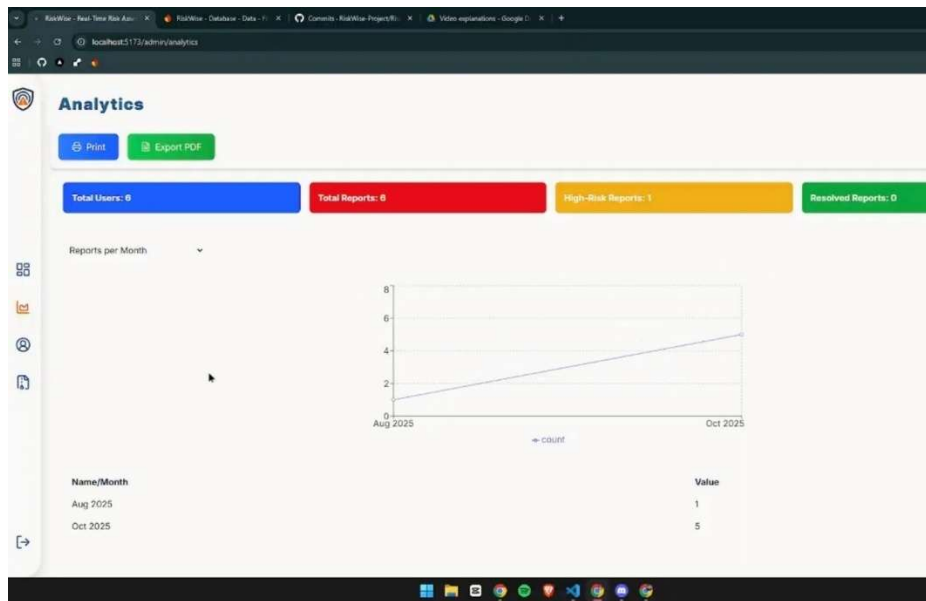 RiskWise - Real-Time Risk Asse
RiskWise - Database - Data - Fi
Commits · RiskWise-Project/Ri
Video explanations - Google D
localhost:5173/admin/analytics
Analytics
Print
Export PDF
Total Users: 6
Total Reports: 6
High-Risk Reports: 1
Resolved Reports: 0
Reports per Month
8
6
4
2
0
Aug 2025
Oct 2025
count
Name/Month Value
Aug 2025 1
Oct 2025 5